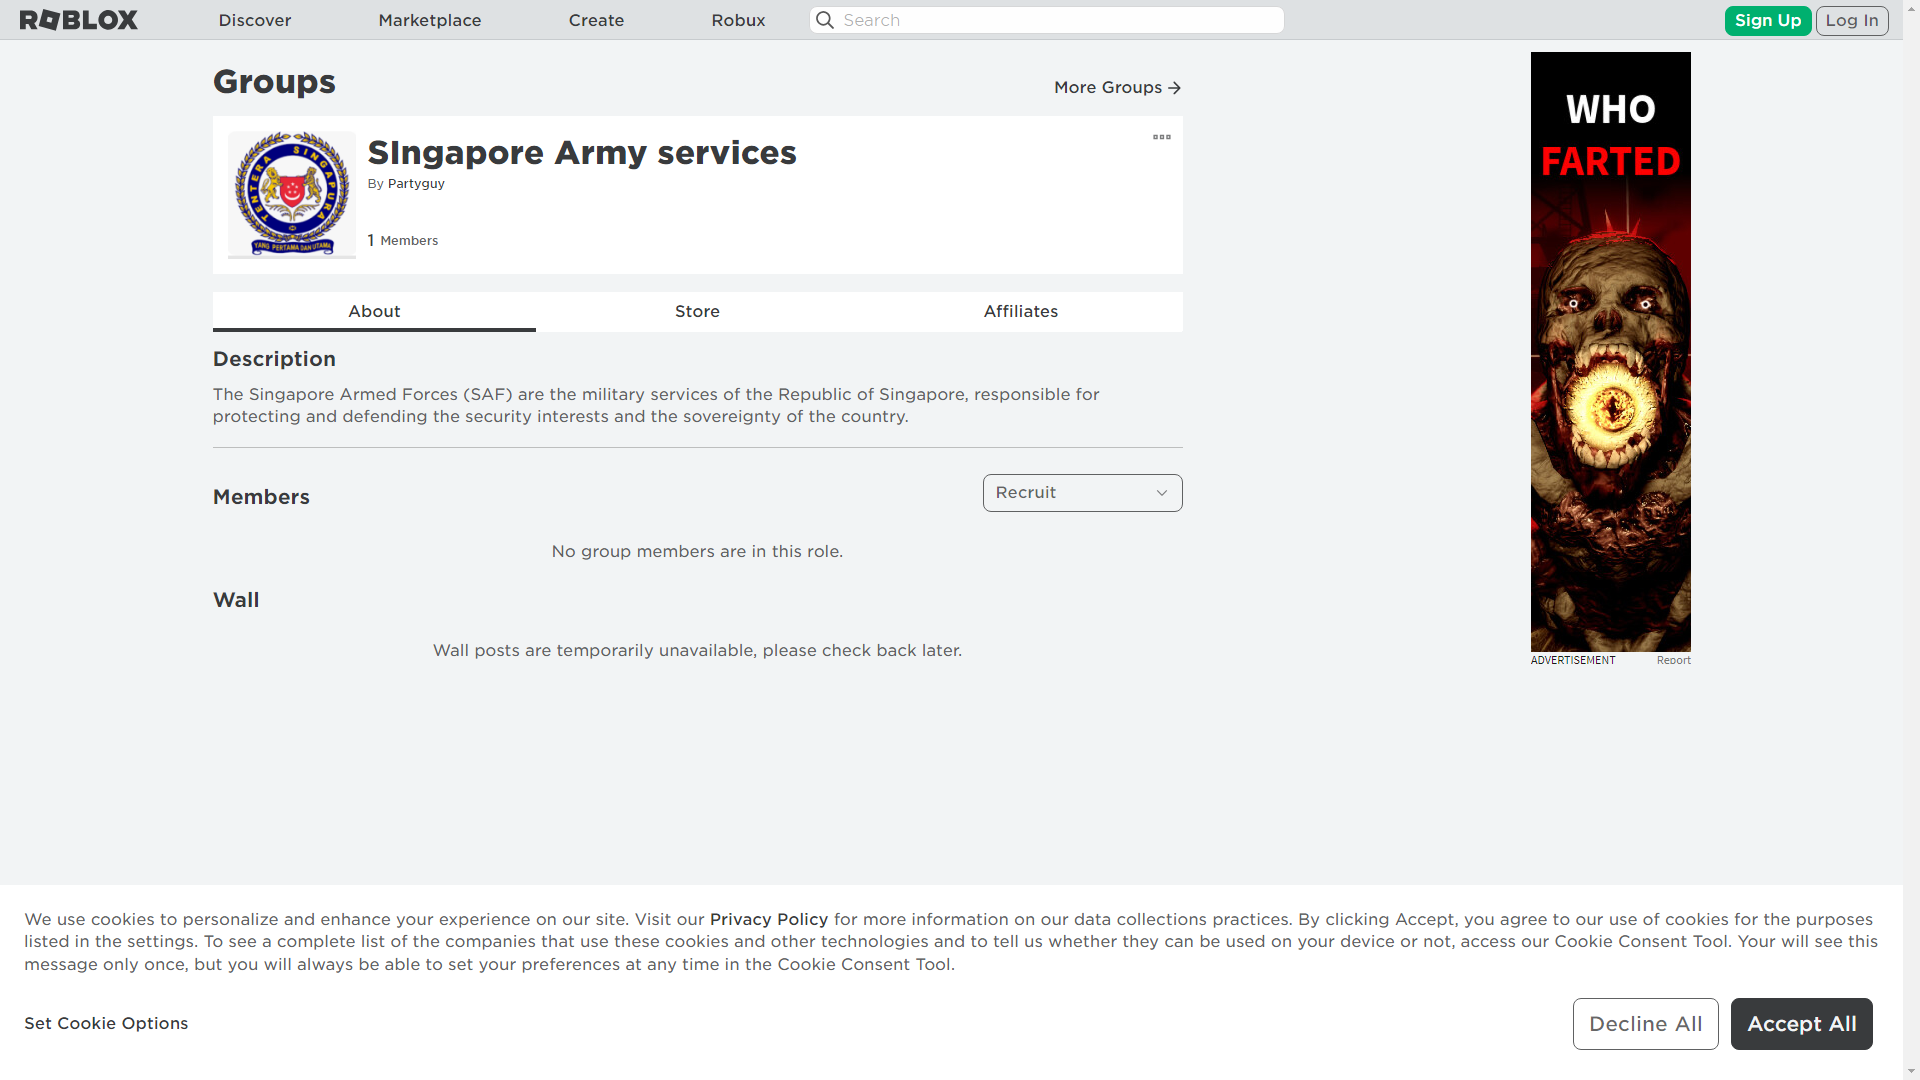 ROBLOX
Discover
Marketplace
Create
Robux
Search
Sign Up
Log In
Groups
More Groups
TENTERA SINGAPURA
YANG PERTAMA DAN UTAMA
SIngapore Army services
By Partyguy
1 Members
About
Store
Affiliates
Description
The Singapore Armed Forces (SAF) are the military services of the Republic of Singapore, responsible for
protecting and defending the security interests and the sovereignty of the country.
Members
Recruit
No group members are in this role.
Wall
Wall posts are temporarily unavailable, please check back later.
WHO
FARTED
ADVERTISEMENT
Report
We use cookies to personalize and enhance your experience on our site. Visit our Privacy Policy for more information on our data collections practices. By clicking Accept, you agree to our use of cookies for the purposes
listed in the settings. To see a complete list of the companies that use these cookies and other technologies and to tell us whether they can be used on your device or not, access our Cookie Consent Tool. Your will see this
message only once, but you will always be able to set your preferences at any time in the Cookie Consent Tool.
Set Cookie Options
Decline All
Accept All